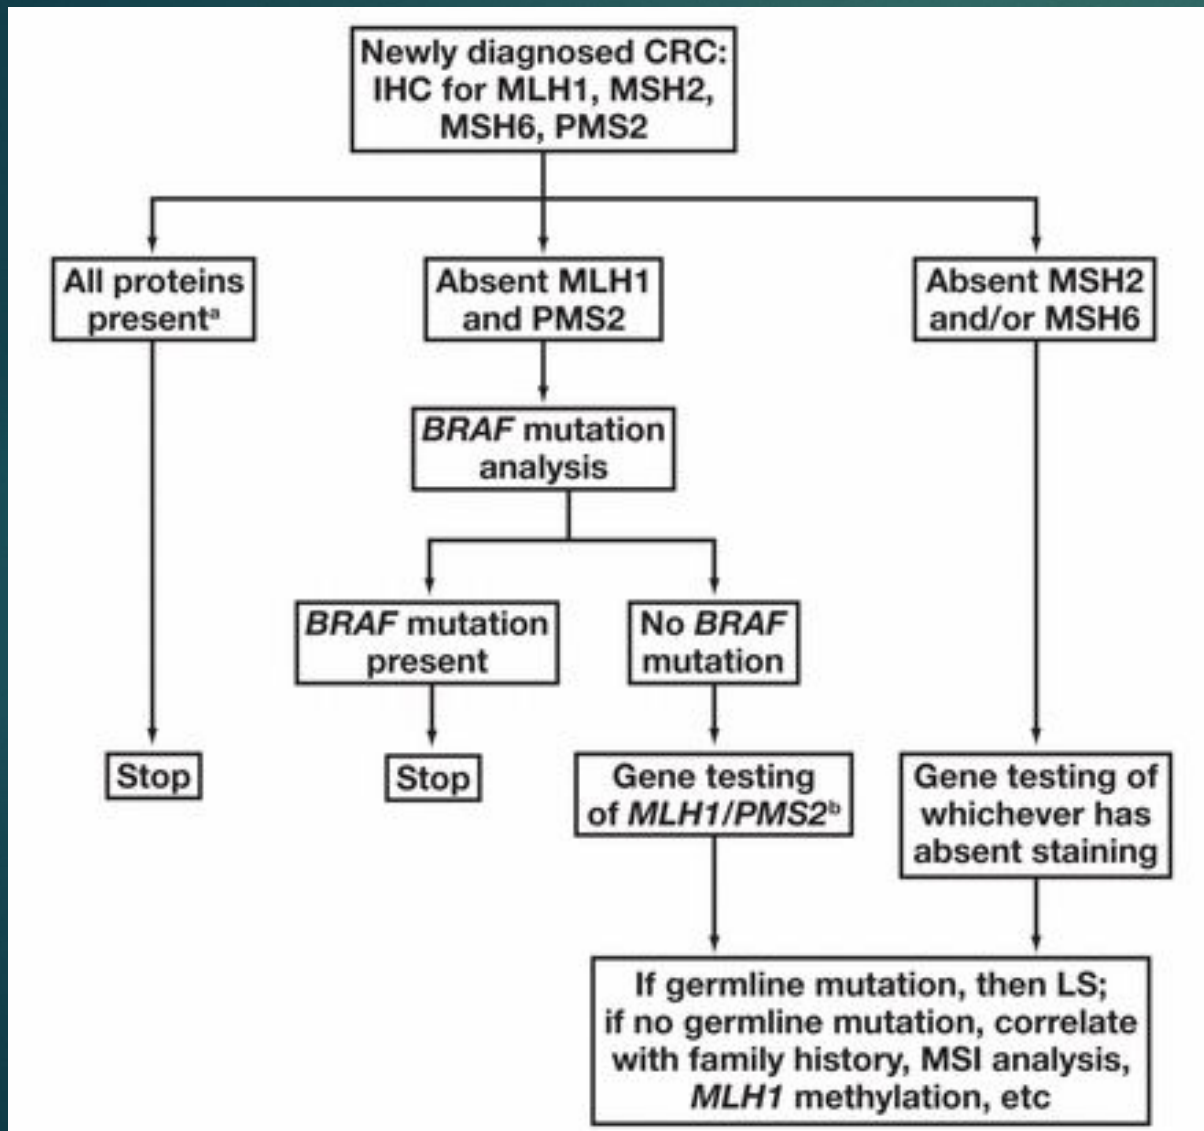 Newly diagnosed CRC:
IHC for MLH1, MSH2,
MSH6, PMS2
All proteins
presentᵃ
Absent MLH1
and PMS2
Absent MSH2
and/or MSH6
BRAF mutation
analysis
BRAF mutation
present
No BRAF
mutation
Stop
Stop
Gene testing
of MLH1/PMS2ᵇ
Gene testing of
whichever has
absent staining
If germline mutation, then LS;
if no germline mutation, correlate
with family history, MSI analysis,
MLH1 methylation, etc